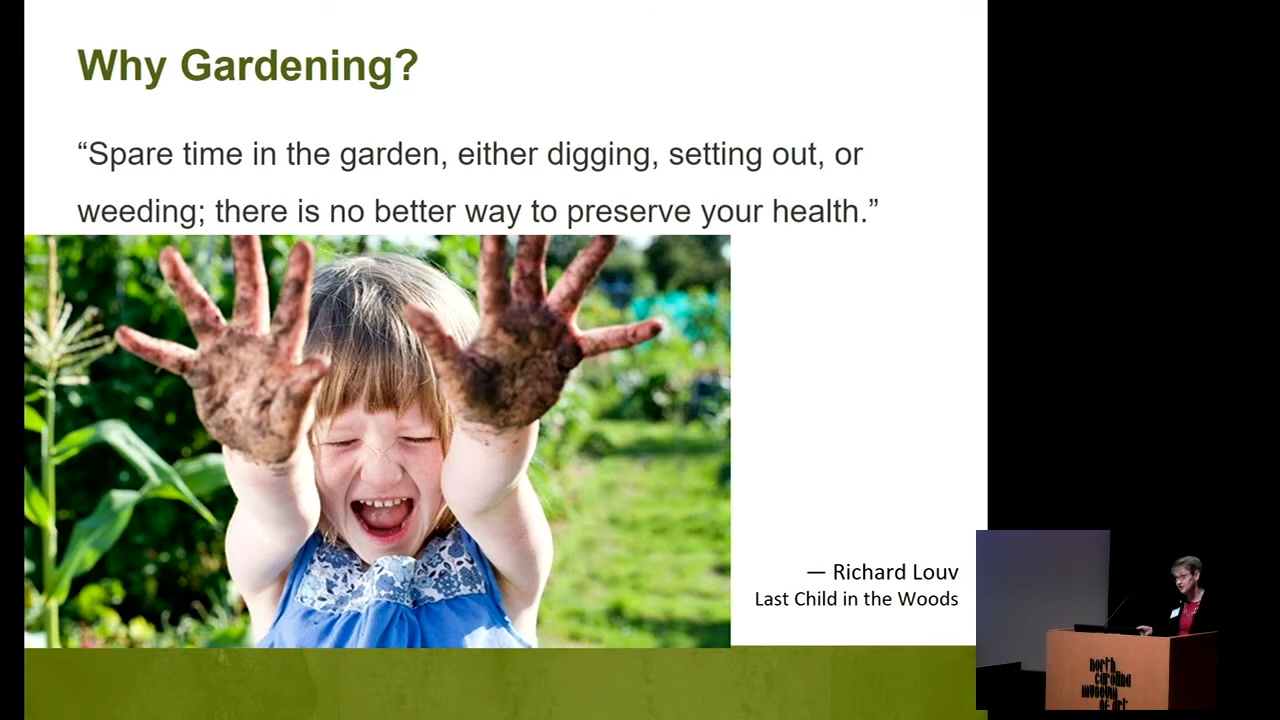 Why Gardening?
“Spare time in the garden, either digging, setting out, or
weeding; there is no better way to preserve your health.”
— Richard Louv
Last Child in the Woods
north
carolina
museum
of art